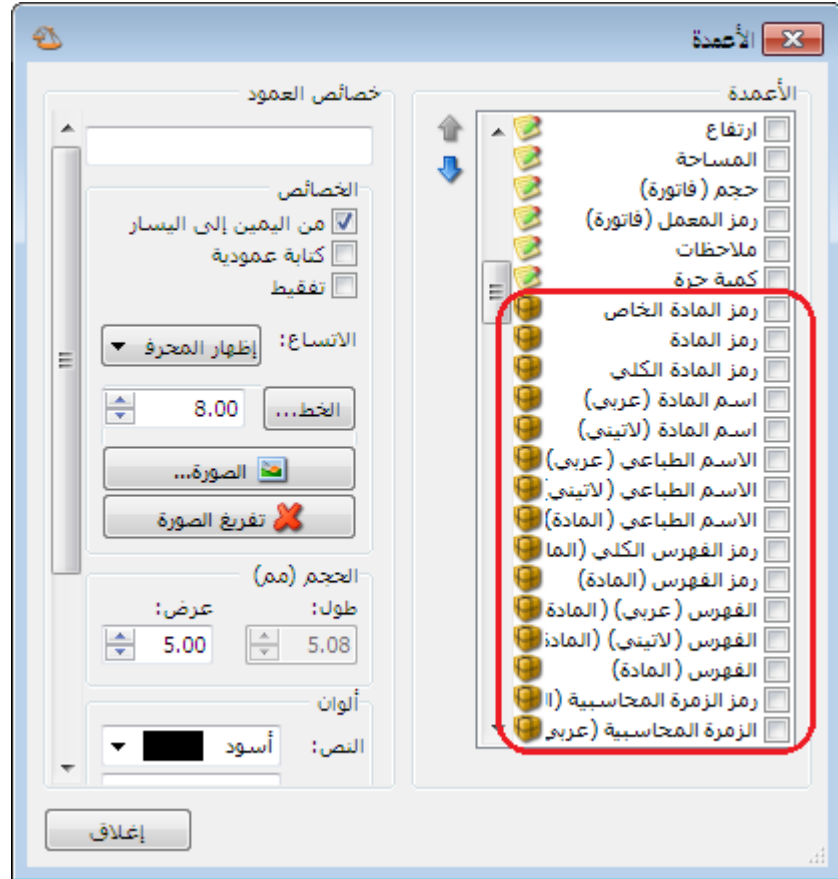 الأعمدة
الأعمدة
ارتفاع
المساحة
حجم (فاتورة)
رمز المعمل (فاتورة)
ملاحظات
كمية حرة
رمز المادة الخاص
رمز المادة
رمز المادة الكلي
اسم المادة (عربي)
اسم المادة (لاتيني)
الاسم الطباعي (عربي)
الاسم الطباعي (لاتيني)
الاسم الطباعي (المادة)
رمز الفهرس الكلي (الما
رمز الفهرس (المادة)
الفهرس (عربي) (المادة
الفهرس (لاتيني) (المادة
الفهرس (المادة)
رمز الزمرة المحاسبية (ا
الزمرة المحاسبية (عربي
خصائص العمود
الخصائص
من اليمين إلى اليسار
كتابة عمودية
تفقيط
الاتساع: إظهار المحرف
الخط... 8.00
الصورة...
تفريغ الصورة
الحجم (مم)
طول: عرض:
5.08 5.00
ألوان
النص: أسود
إغلاق